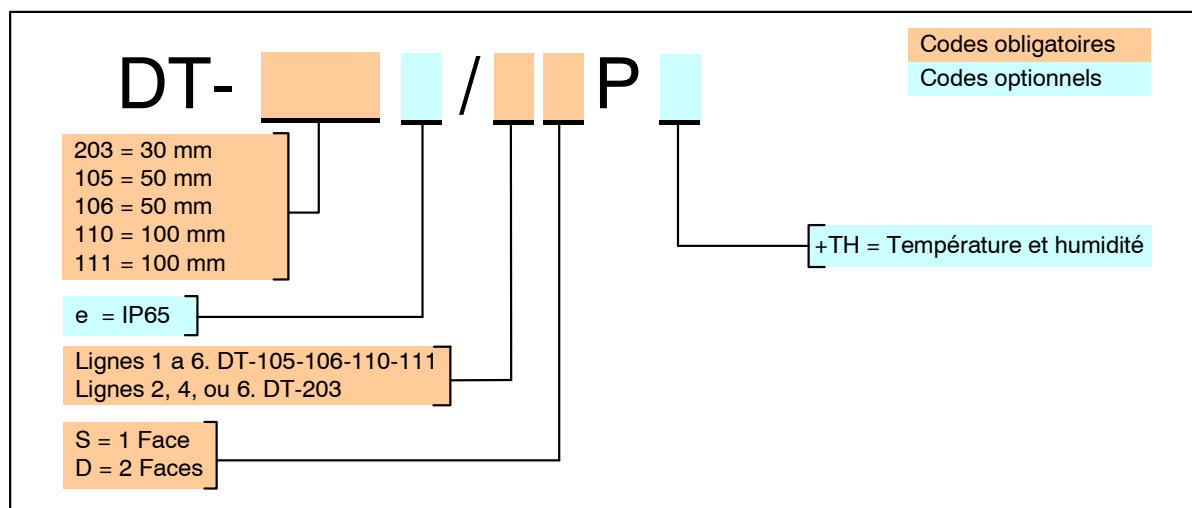 Codes obligatoires
Codes optionnels
DT- / P
203 = 30 mm
105 = 50 mm
106 = 50 mm
110 = 100 mm
111 = 100 mm
+TH = Température et humidité
e = IP65
Lignes 1 a 6. DT-105-106-110-111
Lignes 2, 4, ou 6. DT-203
S = 1 Face
D = 2 Faces